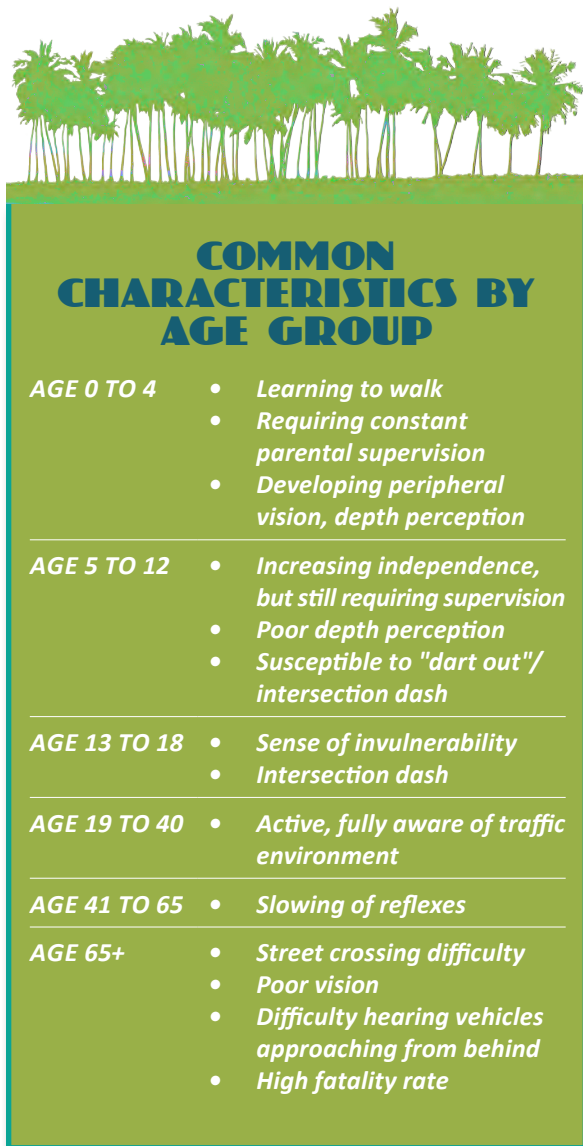 COMMON
CHARACTERISTICS BY
AGE GROUP
AGE 0 TO 4 • Learning to walk
• Requiring constant
parental supervision
• Developing peripheral
vision, depth perception
AGE 5 TO 12 • Increasing independence,
but still requiring supervision
• Poor depth perception
• Susceptible to "dart out"/
intersection dash
AGE 13 TO 18 • Sense of invulnerability
• Intersection dash
AGE 19 TO 40 • Active, fully aware of traffic
environment
AGE 41 TO 65 • Slowing of reflexes
AGE 65+ • Street crossing difficulty
• Poor vision
• Difficulty hearing vehicles
approaching from behind
• High fatality rate